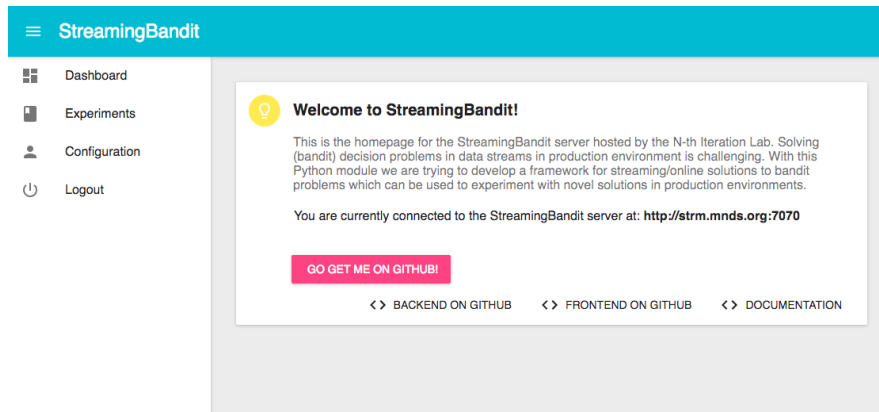 StreamingBandit
Dashboard
Experiments
Configuration
Logout
Welcome to StreamingBandit!
This is the homepage for the StreamingBandit server hosted by the N-th Iteration Lab. Solving
(bandit) decision problems in data streams in production environment is challenging. With this
Python module we are trying to develop a framework for streaming/online solutions to bandit
problems which can be used to experiment with novel solutions in production environments.
You are currently connected to the StreamingBandit server at: http://strm.mnds.org:7070
GO GET ME ON GITHUB!
<> BACKEND ON GITHUB <> FRONTEND ON GITHUB <> DOCUMENTATION